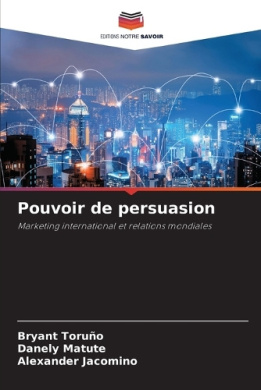 EDITIONS NOTRE SAVOIR
Pouvoir de persuasion
Marketing international et relations mondiales
Bryant Toruño
Danely Matute
Alexander Jacomino